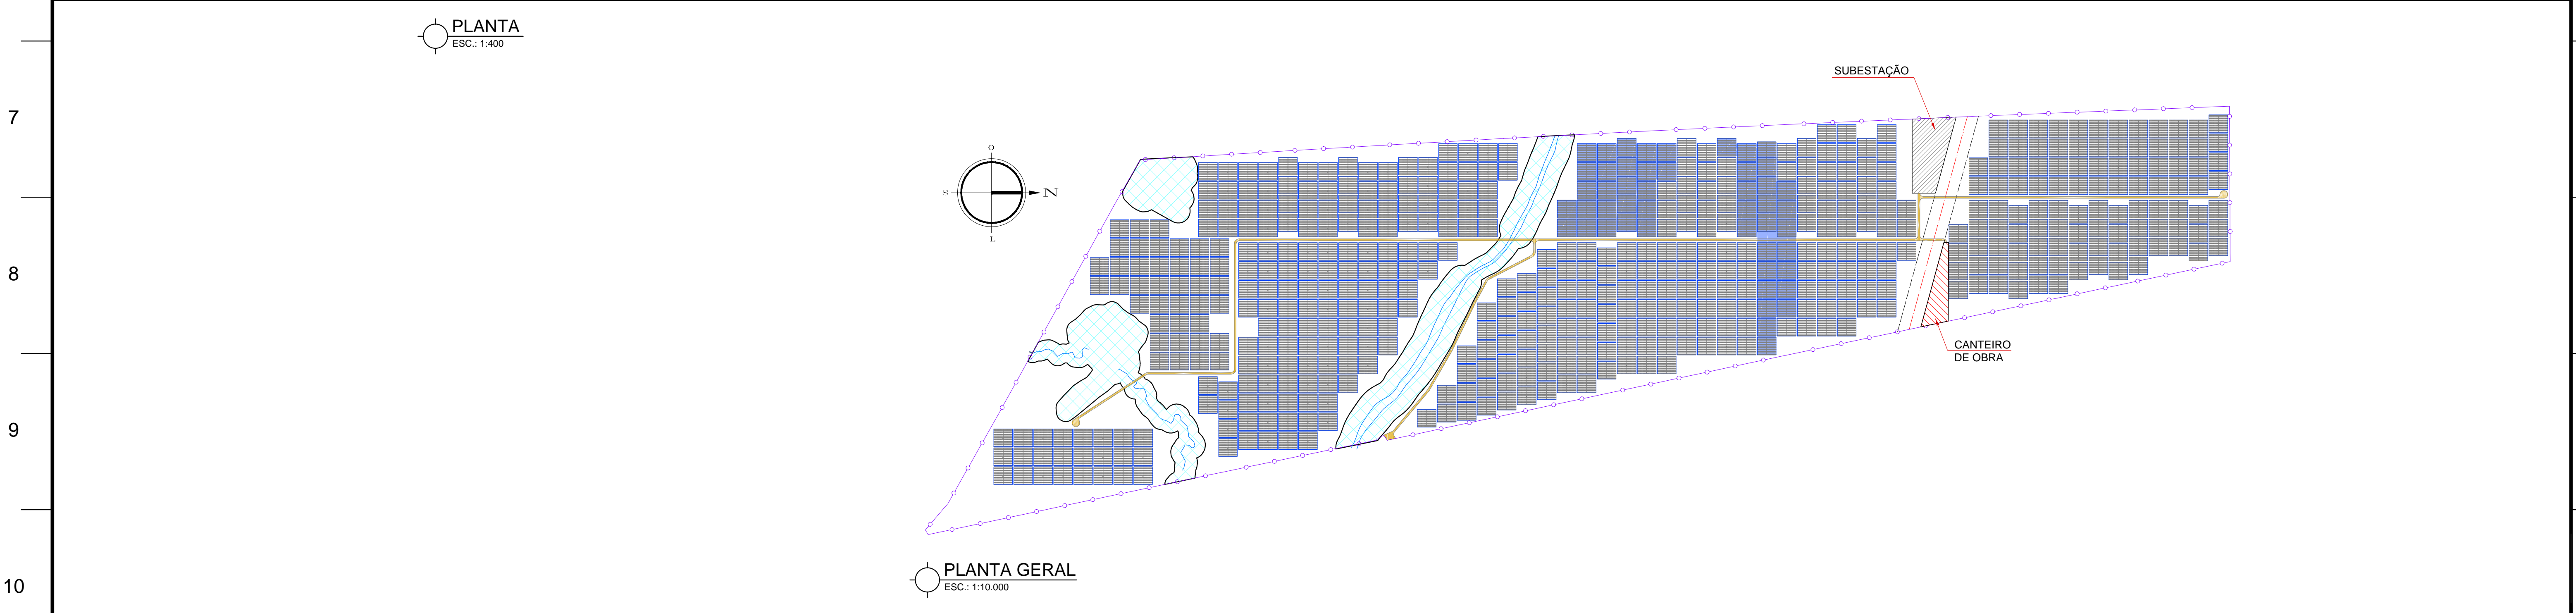 PLANTA
ESC.: 1:400
SUBESTAÇÃO
7
O
S
N
L
8
CANTEIRO
DE OBRA
9
PLANTA GERAL
ESC.: 1:10.000
10